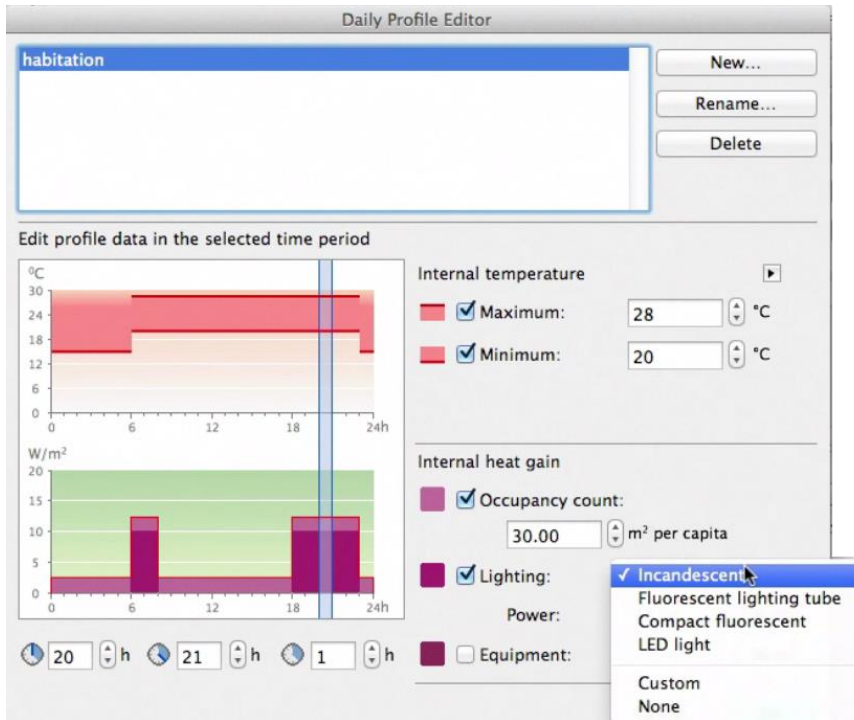 Daily Profile Editor
habitation
New...
Rename...
Delete
Edit profile data in the selected time period
°C
30
24
18
12
6
0
0 6 12 18 24h
Internal temperature
Maximum: 28 °C
Minimum: 20 °C
W/m²
20
15
10
5
0
0 6 12 18 24h
Internal heat gain
Occupancy count:
30.00 m² per capita
Lighting:
✓ Incandescent
Fluorescent lighting tube
Power:
Compact fluorescent
LED light
Equipment:
Custom
None
20 h 21 h 1 h